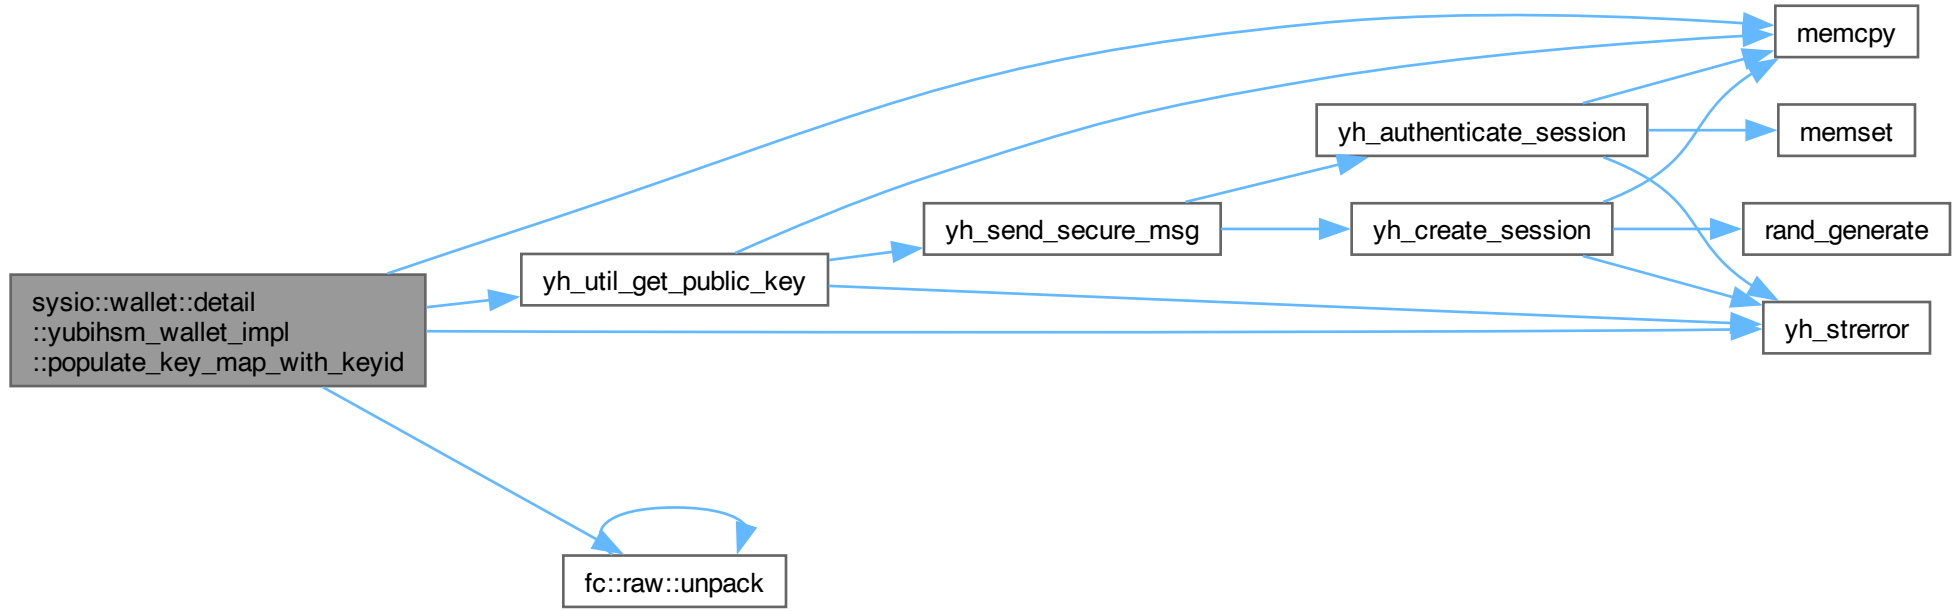 sysio::wallet::detail
::yubihsm_wallet_impl
::populate_key_map_with_keyid
yh_util_get_public_key
yh_send_secure_msg
yh_authenticate_session
yh_create_session
memcpy
memset
rand_generate
yh_strerror
fc::raw::unpack